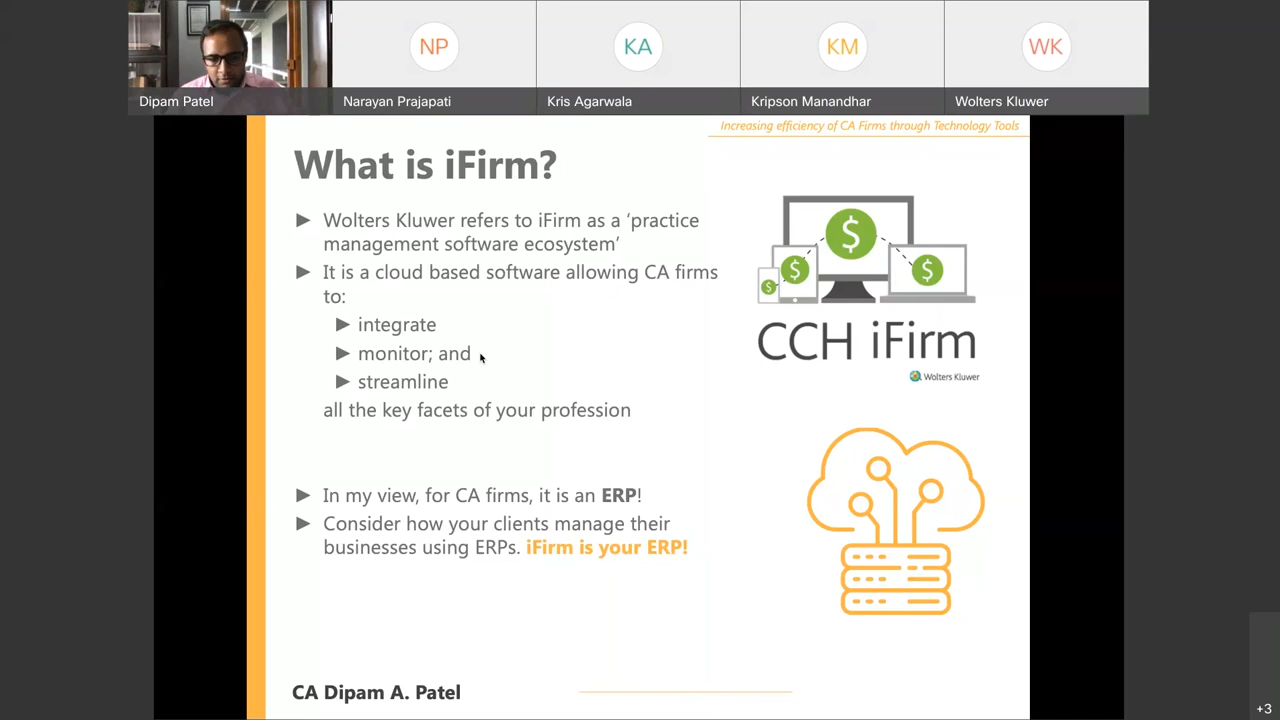 NP
KA
KM
WK
Dipam Patel
Narayan Prajapati
Kris Agarwala
Kripson Manandhar
Wolters Kluwer
Increasing efficiency of CA Firms through Technology Tools
What is iFirm?
Wolters Kluwer refers to iFirm as a ‘practice
management software ecosystem’
It is a cloud based software allowing CA firms
to:
integrate
monitor; and
streamline
all the key facets of your profession
In my view, for CA firms, it is an ERP!
Consider how your clients manage their
businesses using ERPs. iFirm is your ERP!
$
$
$
$
CCH iFirm
Wolters Kluwer
CA Dipam A. Patel
+3